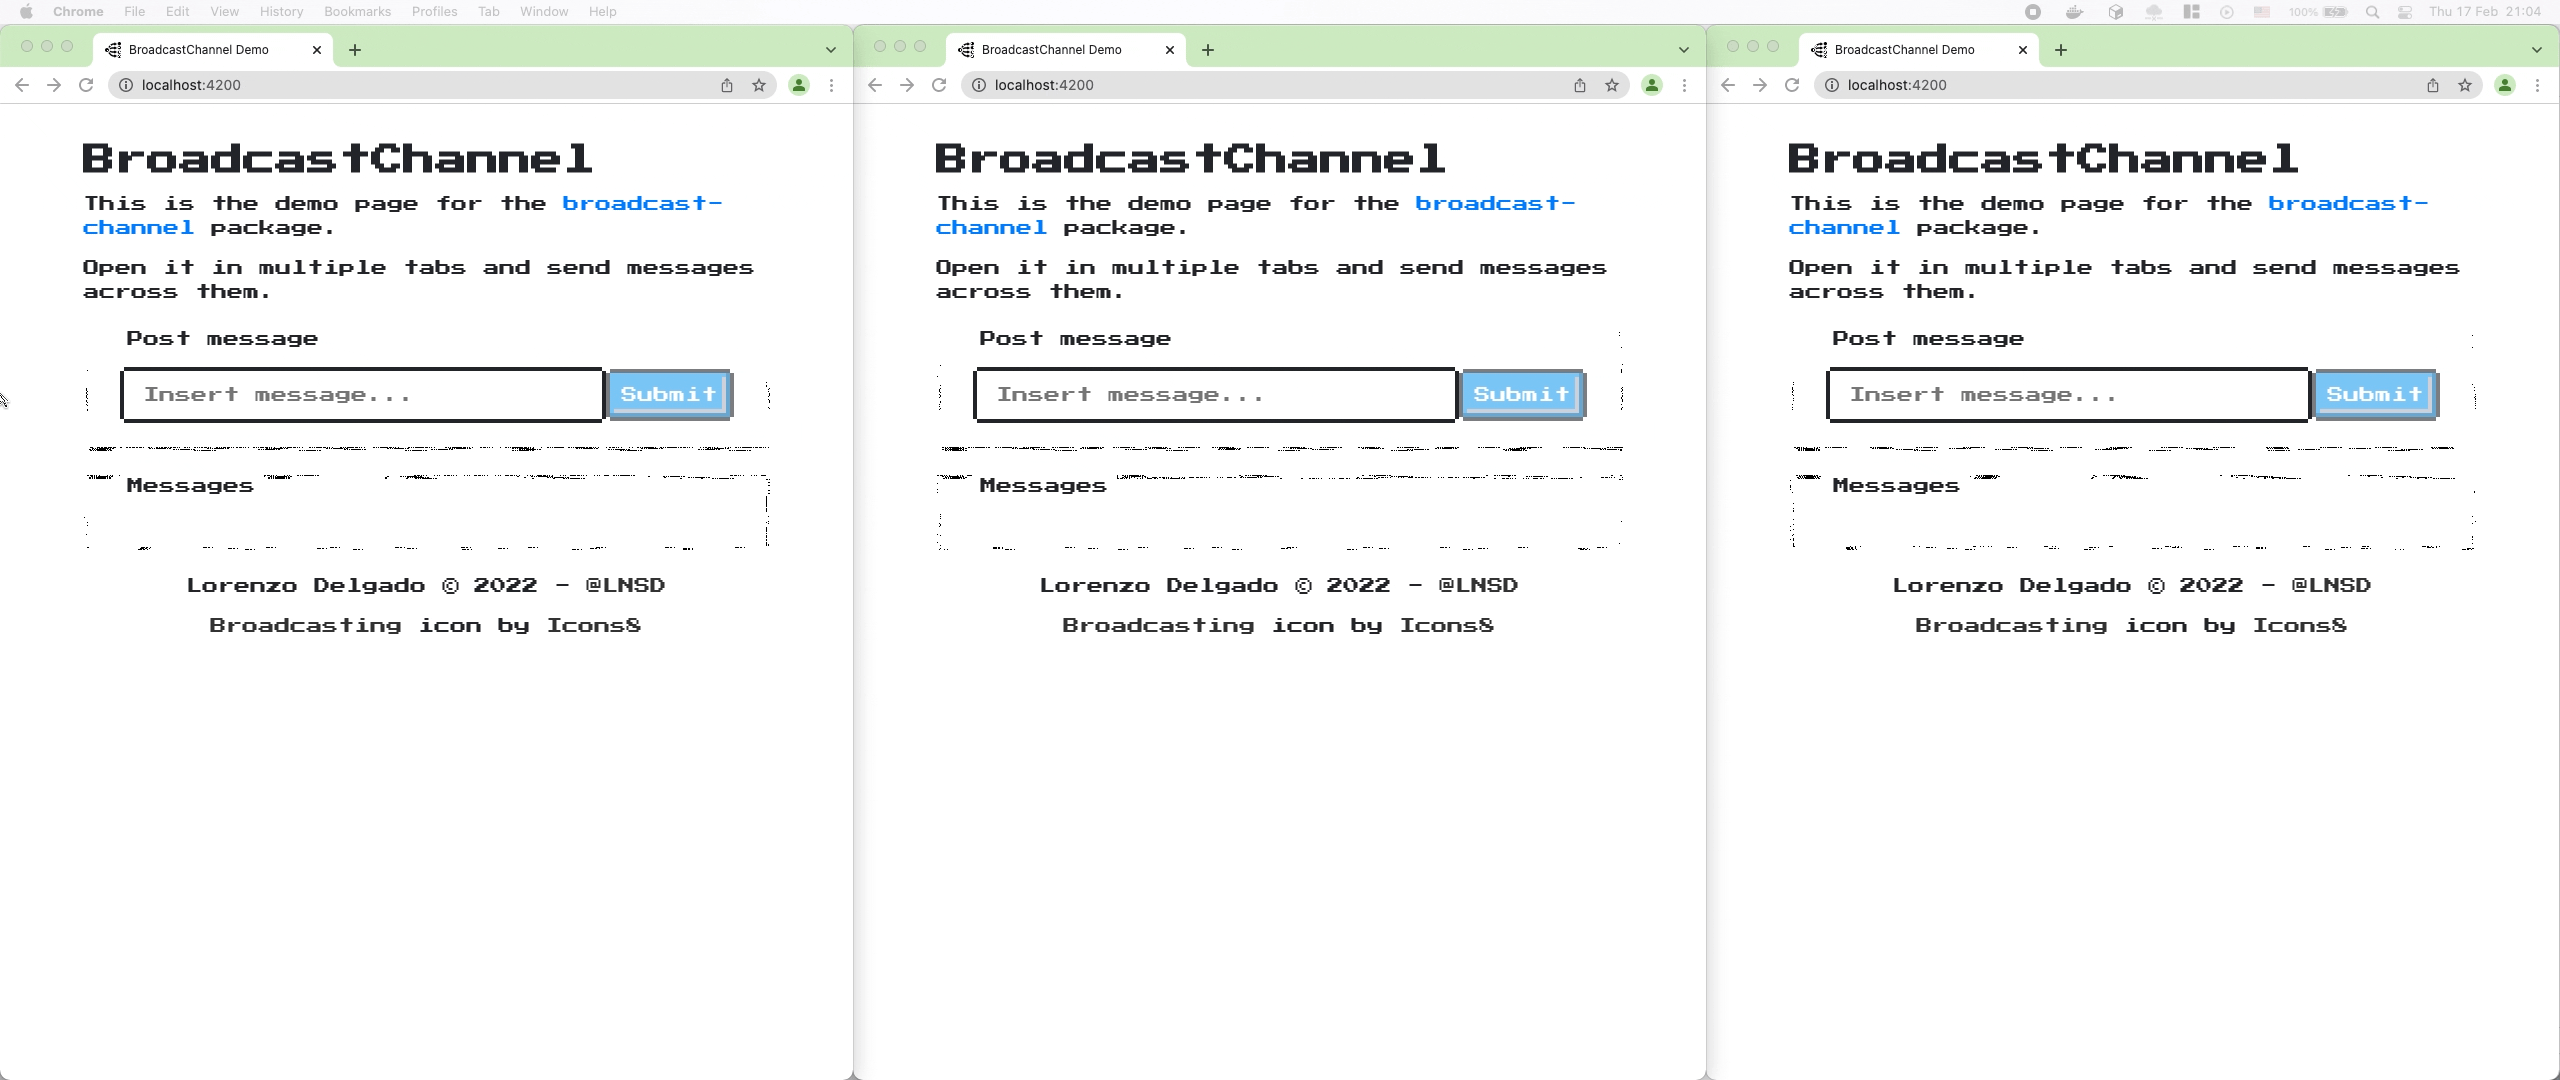 Chrome File Edit View History Bookmarks Profiles Tab Window Help 100% Thu 17 Feb 21:04
BroadcastChannel Demo
localhost:4200
BroadcastChannel
This is the demo page for the broadcast-
channel package.
Open it in multiple tabs and send messages
across them.
Post message
Insert message... Submit
Messages
Lorenzo Delgado © 2022 - @LNSD
Broadcasting icon by Icons8
BroadcastChannel Demo
localhost:4200
BroadcastChannel
This is the demo page for the broadcast-
channel package.
Open it in multiple tabs and send messages
across them.
Post message
Insert message... Submit
Messages
Lorenzo Delgado © 2022 - @LNSD
Broadcasting icon by Icons8
BroadcastChannel Demo
localhost:4200
BroadcastChannel
This is the demo page for the broadcast-
channel package.
Open it in multiple tabs and send messages
across them.
Post message
Insert message... Submit
Messages
Lorenzo Delgado © 2022 - @LNSD
Broadcasting icon by Icons8